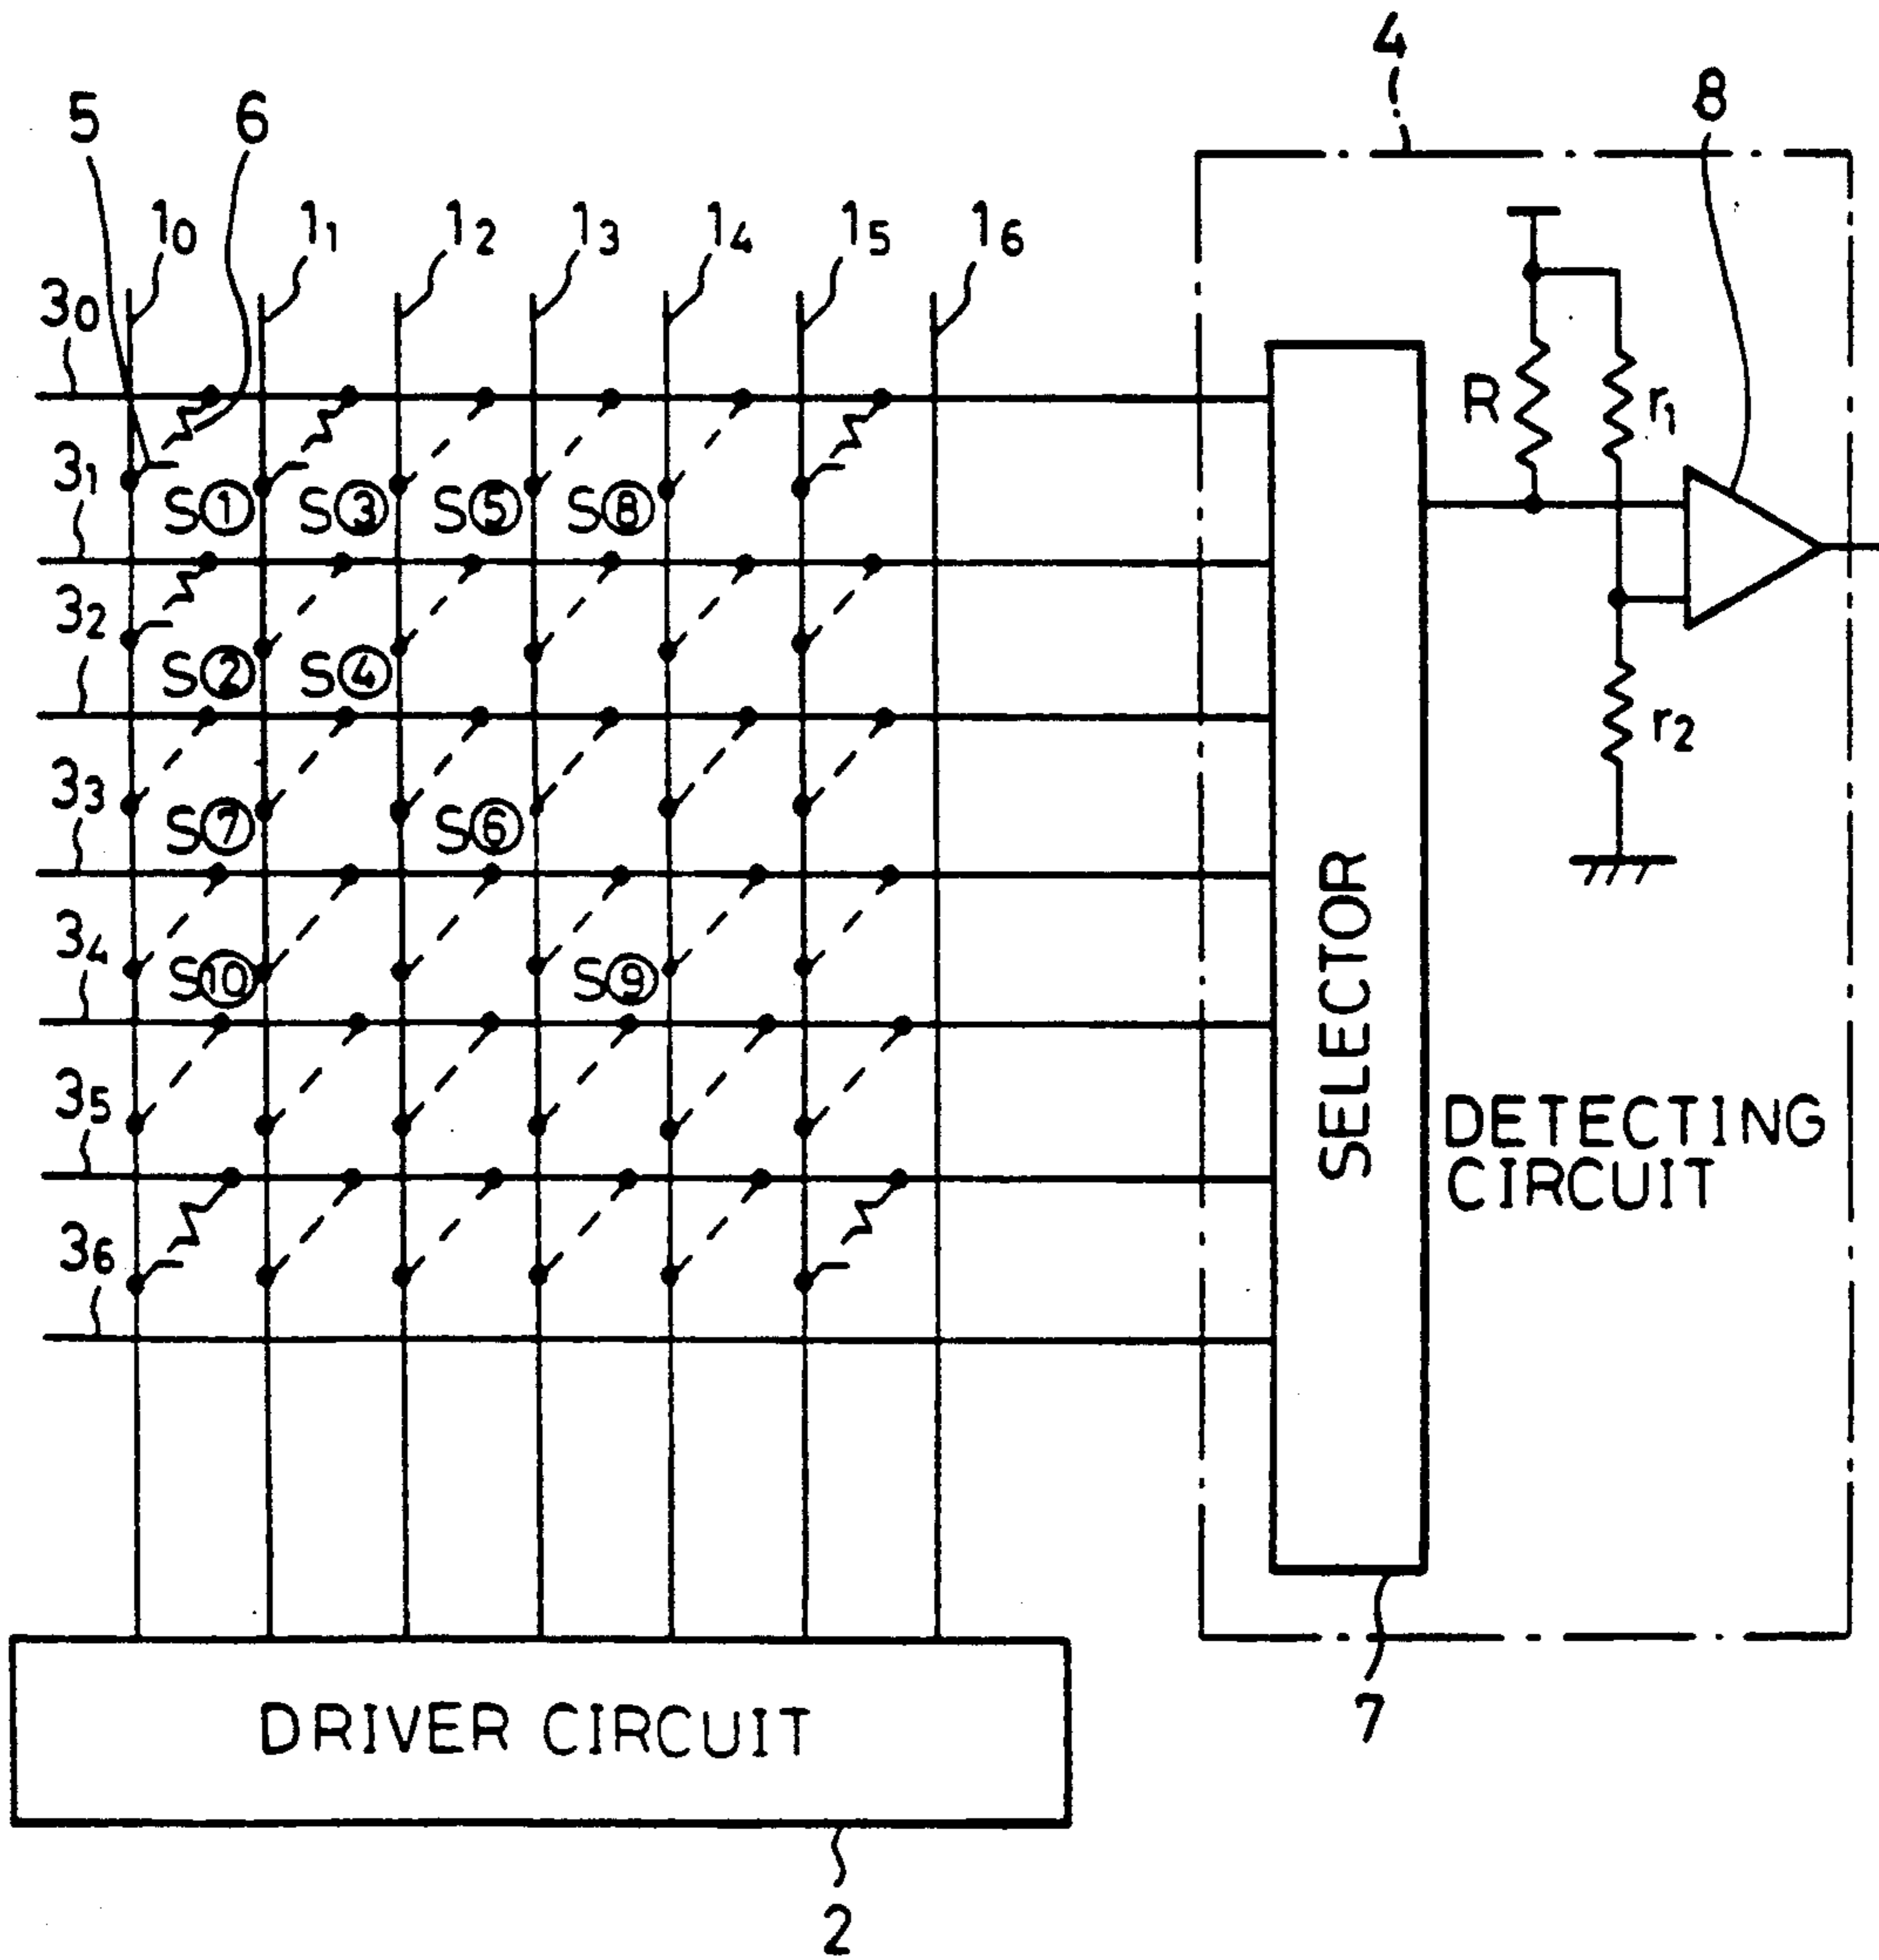 4
5 6 8
1₀ 1₁ 1₂ 1₃ 1₄ 1₅ 1₆
3₀
R r₁
3₁
S① S③ S⑤ S⑧
3₂
S② S④
r₂
3₃
S⑦ S⑥
SELECTOR
3₄
S⑩ S⑨
3₅
DETECTING
CIRCUIT
3₆
7
DRIVER CIRCUIT
2